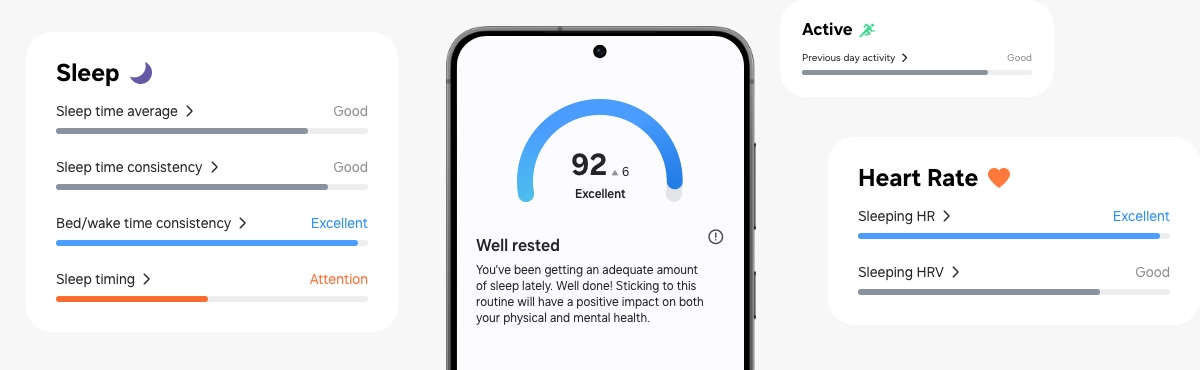 Sleep
Sleep time average
Good
Sleep time consistency
Good
Bed/wake time consistency
Excellent
Sleep timing
Attention
92 ▲ 6
Excellent
Well rested
You've been getting an adequate amount
of sleep lately. Well done! Sticking to this
routine will have a positive impact on both
your physical and mental health.
Active
Previous day activity
Good
Heart Rate
Sleeping HR
Excellent
Sleeping HRV
Good